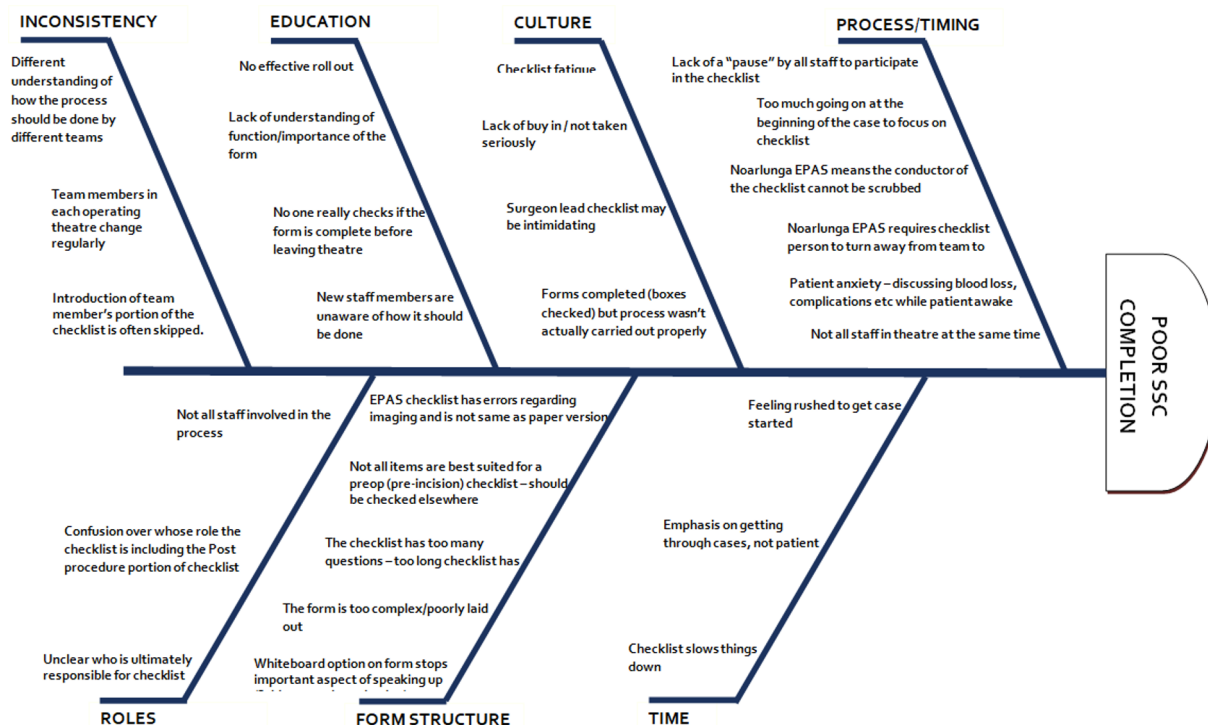 INCONSISTENCY
Different
understanding of
how the process
should be done by
different teams
Team members in
each operating
theatre change
regularly
Introduction of team
member's portion of
the checklist is often skipped.
EDUCATION
No effective roll out
Lack of understanding of
function/importance of the
form
No one really checks if the
form is complete before
leaving theatre
New staff members are
unaware of how it should
be done
CULTURE
Checklist fatigue
Lack of buy in / not taken
seriously
Surgeon lead checklist may
be intimidating
Forms completed (boxes
checked) but process wasn't
actually carried out properly
PROCESS/TIMING
Lack of a "pause" by all staff to participate
in the checklist
Too much going on at the
beginning of the case to focus on
checklist
Noarlunga EPAS means the conductor of
the checklist cannot be scrubbed
Noarlunga EPAS requires checklist
person to turn away from team to
Patient anxiety – discussing blood loss,
complications etc while patient awake
Not all staff in theatre at the same time
POOR SSC
COMPLETION
Not all staff involved in the
process
Confusion over whose role the
checklist is including the Post
procedure portion of checklist
Unclear who is ultimately
responsible for checklist
ROLES
EPAS checklist has errors regarding
imaging and is not same as paper version
Not all items are best suited for a
preop (pre-incision) checklist – should
be checked elsewhere
The checklist has too many
questions – too long checklist has
The form is too complex/poorly laid
out
Whiteboard option on form stops
important aspect of speaking up
FORM STRUCTURE
Feeling rushed to get case
started
Emphasis on getting
through cases, not patient
Checklist slows things
down
TIME